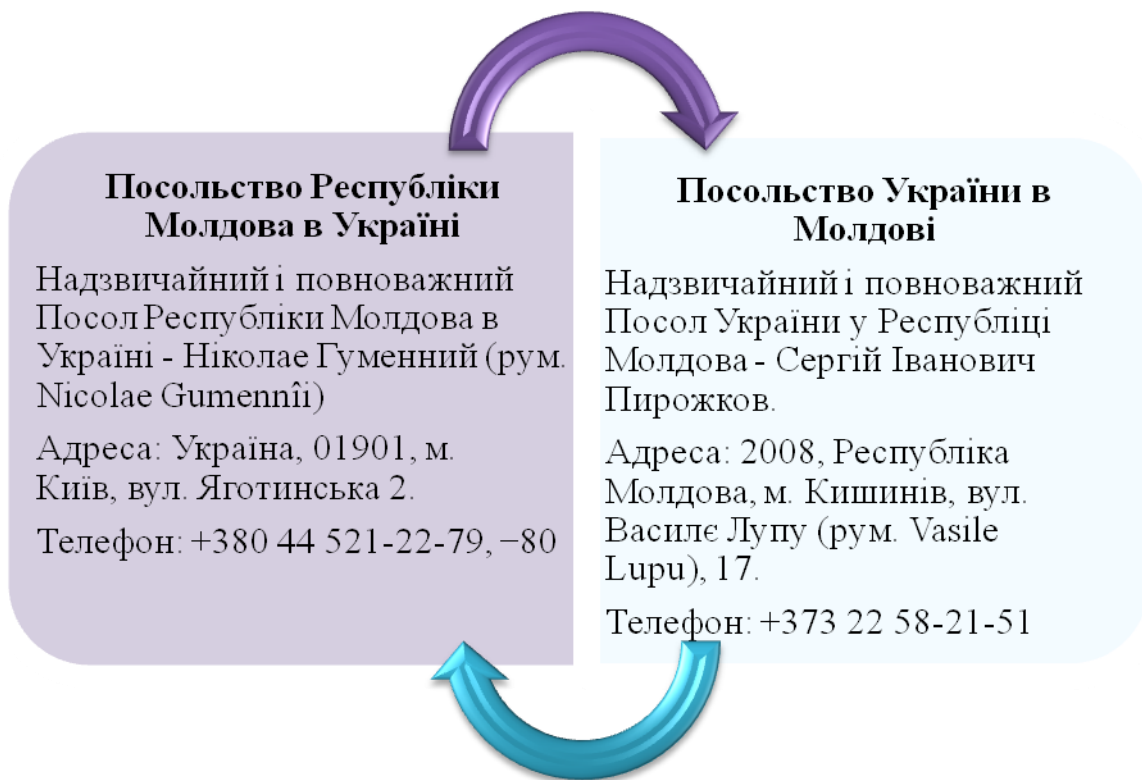 Посольство Республіки
Молдова в Україні
Надзвичайний і повноважний
Посол Республіки Молдова в
Україні - Ніколае Гуменний (рум.
Nicolae Gumennîi)
Адреса: Україна, 01901, м.
Київ, вул. Яготинська 2.
Телефон: +380 44 521-22-79, −80
Посольство України в
Молдові
Надзвичайний і повноважний
Посол України у Республіці
Молдова - Сергій Іванович
Пирожков.
Адреса: 2008, Республіка
Молдова, м. Кишинів, вул.
Василє Лупу (рум. Vasile
Lupu), 17.
Телефон: +373 22 58-21-51